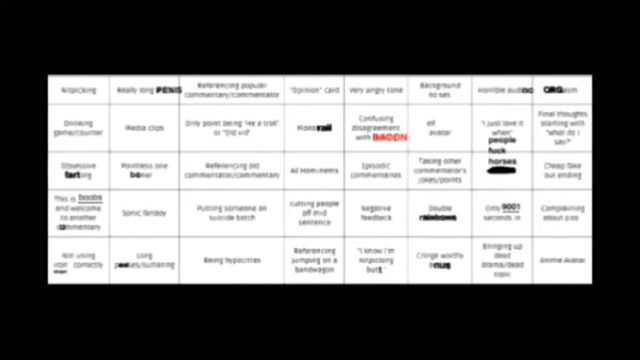 Nitpicking
Really long PENIS
Referencing popular
commentary/commentator
"Opinion" card
Very angry tone
Background
noises
Horrible aud no ORGasm
Drinking
game/counter
Media clips
Only point being "He a troll"
or "Old vid"
Monorail
Confusing
disagreement
with BACON
elf
avatar
"I just love it
when"
people
fuck
horses
Final thoughts
starting with
"What do I
say?"
Obsessive
farting
Pointless one
boner
Referencing old
commentator/commentary
Ad Hominems
Episodic
commentaries
Taking other
commentator's
jokes/points
Cheap fake
out ending
This is boobs
and welcome
to another
commentary
Sonic fanboy
Putting someone on
suicide watch
cutting people
off mid
sentence
Negative
feedback
Double
rainbows
Only 9001
seconds in
Complaining
about
Not using
correctly
Long
/stuttering
Being hypocrites
Referencing
jumping on a
bandwagon
"I know I'm
nitpicking
but
Cringe worthy
Bringing up
dead
drama/dead
topic
Anime Avatar